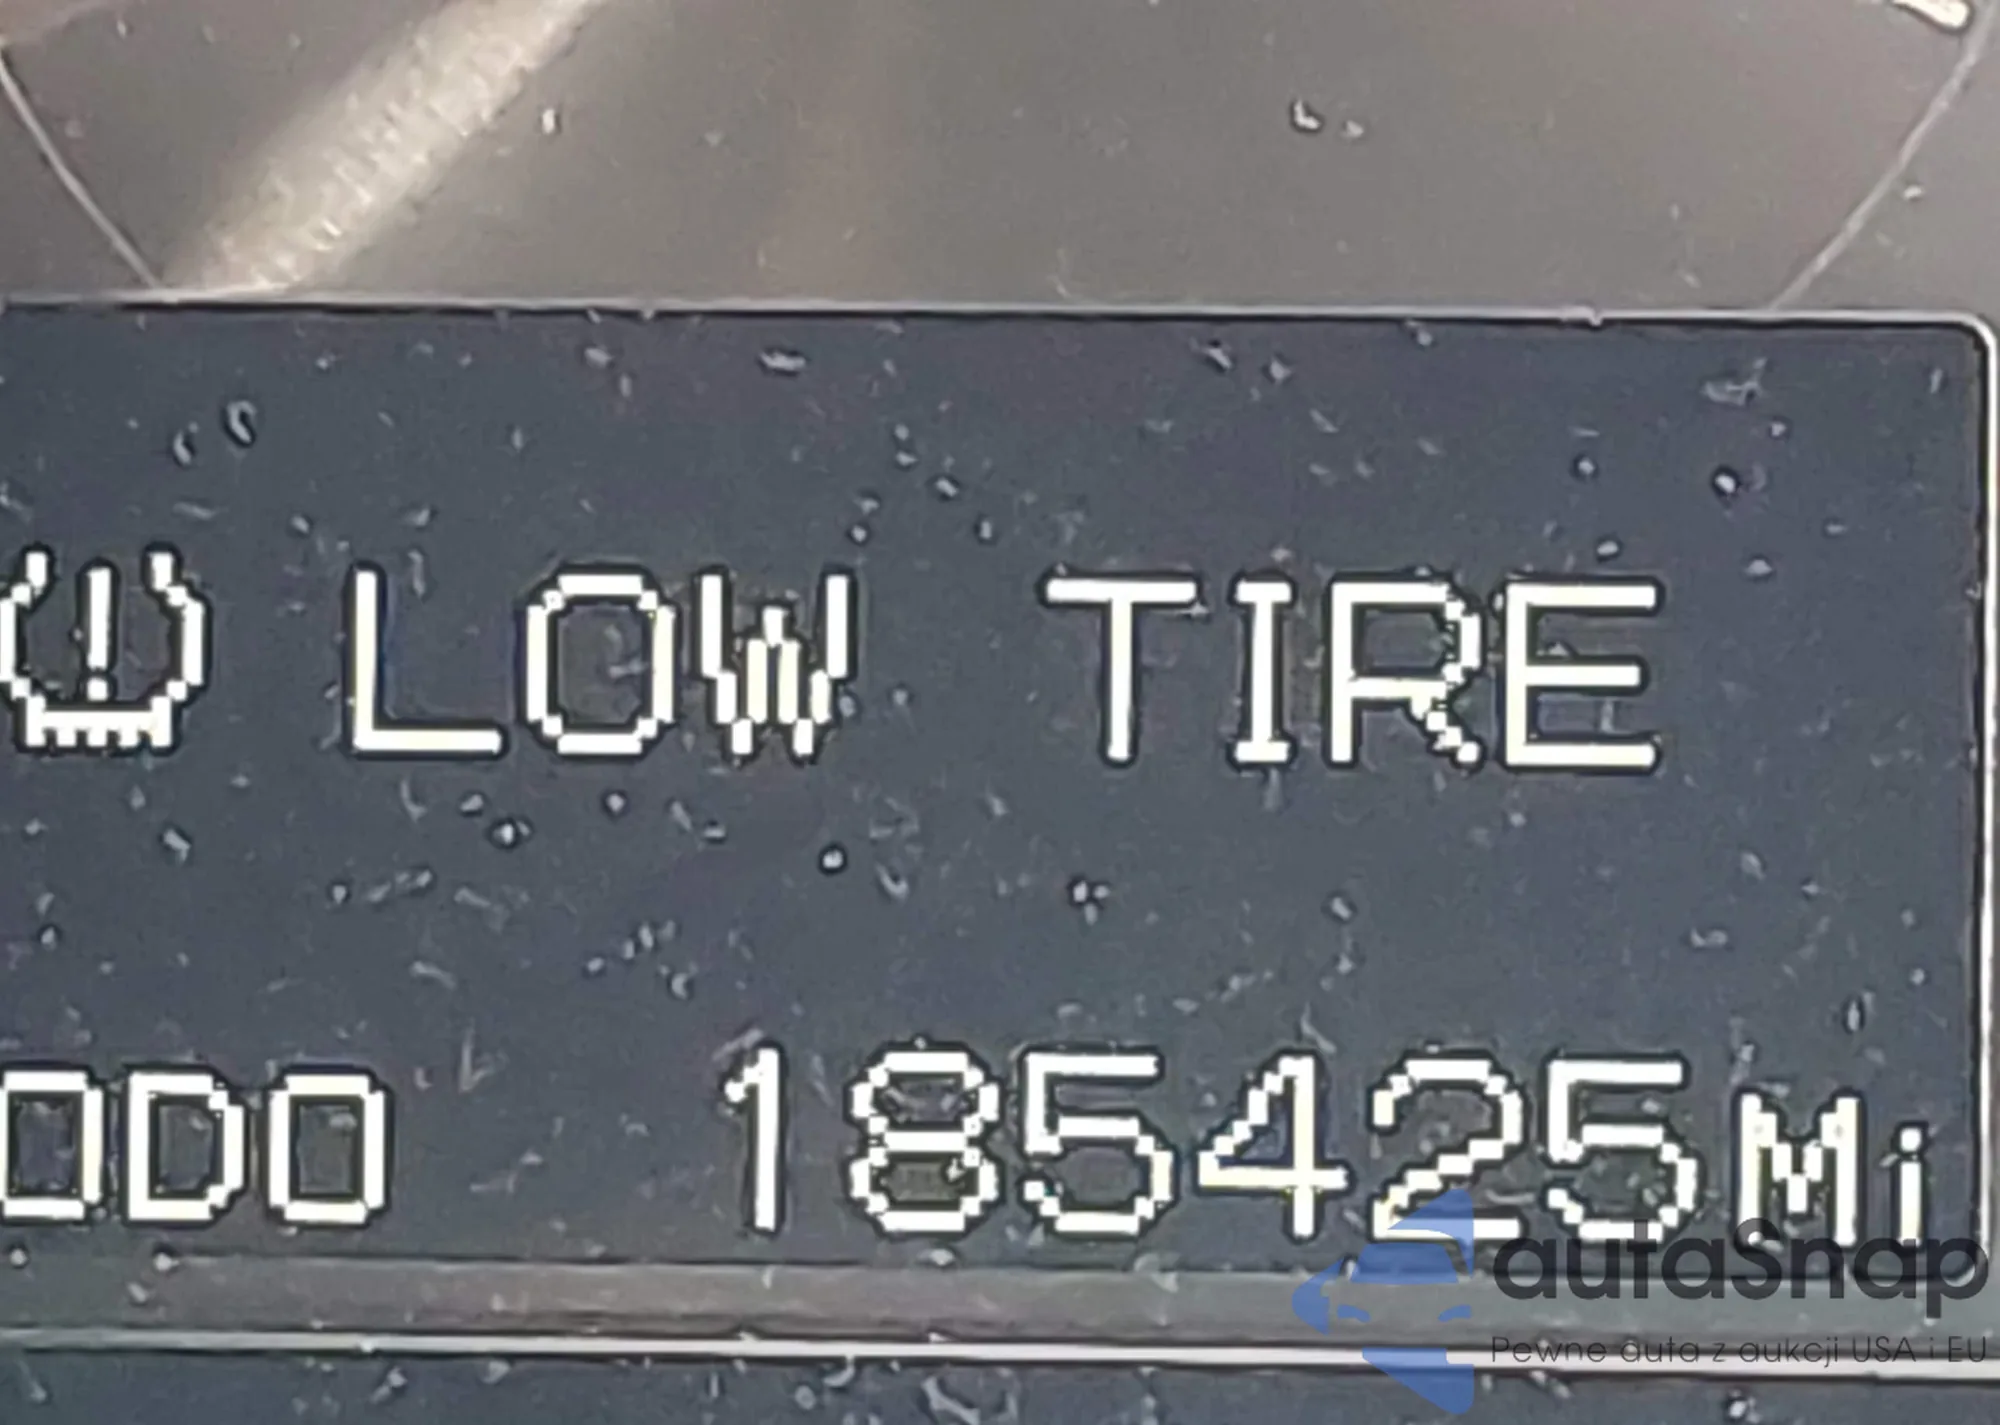 LOW TIRE
ODO 185425Mi
autaSnap
Pewne auta z aukcji USA i EU